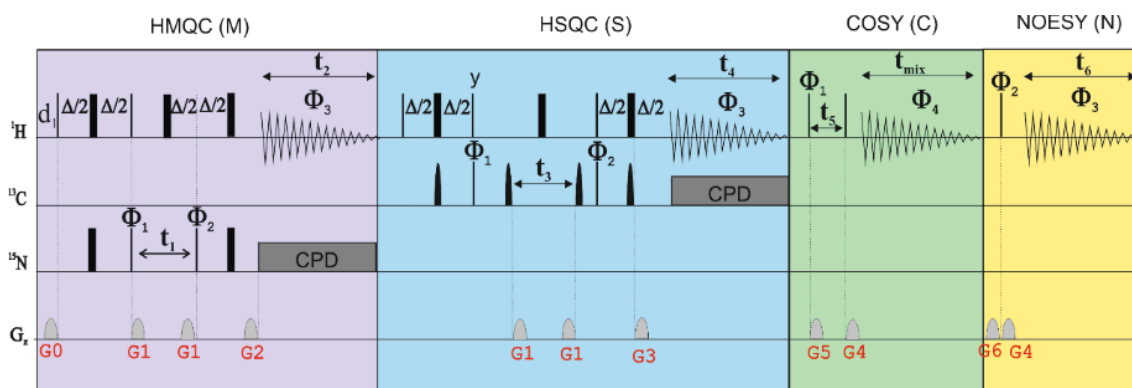 HMQC (M) HSQC (S) COSY (C) NOESY (N)
t2 t4 tmix t6
y Φ1 Φ2
d1 Δ/2 Δ/2 Δ/2 Δ/2 Φ3 Δ/2 Δ/2 Δ/2 Φ3 t5 Φ4 Φ3
¹H
Φ1 t3 Φ2
¹³C CPD
Φ1 t1 Φ2
¹⁵N CPD
Gz
G0 G1 G1 G2 G1 G1 G3 G5 G4 G6 G4